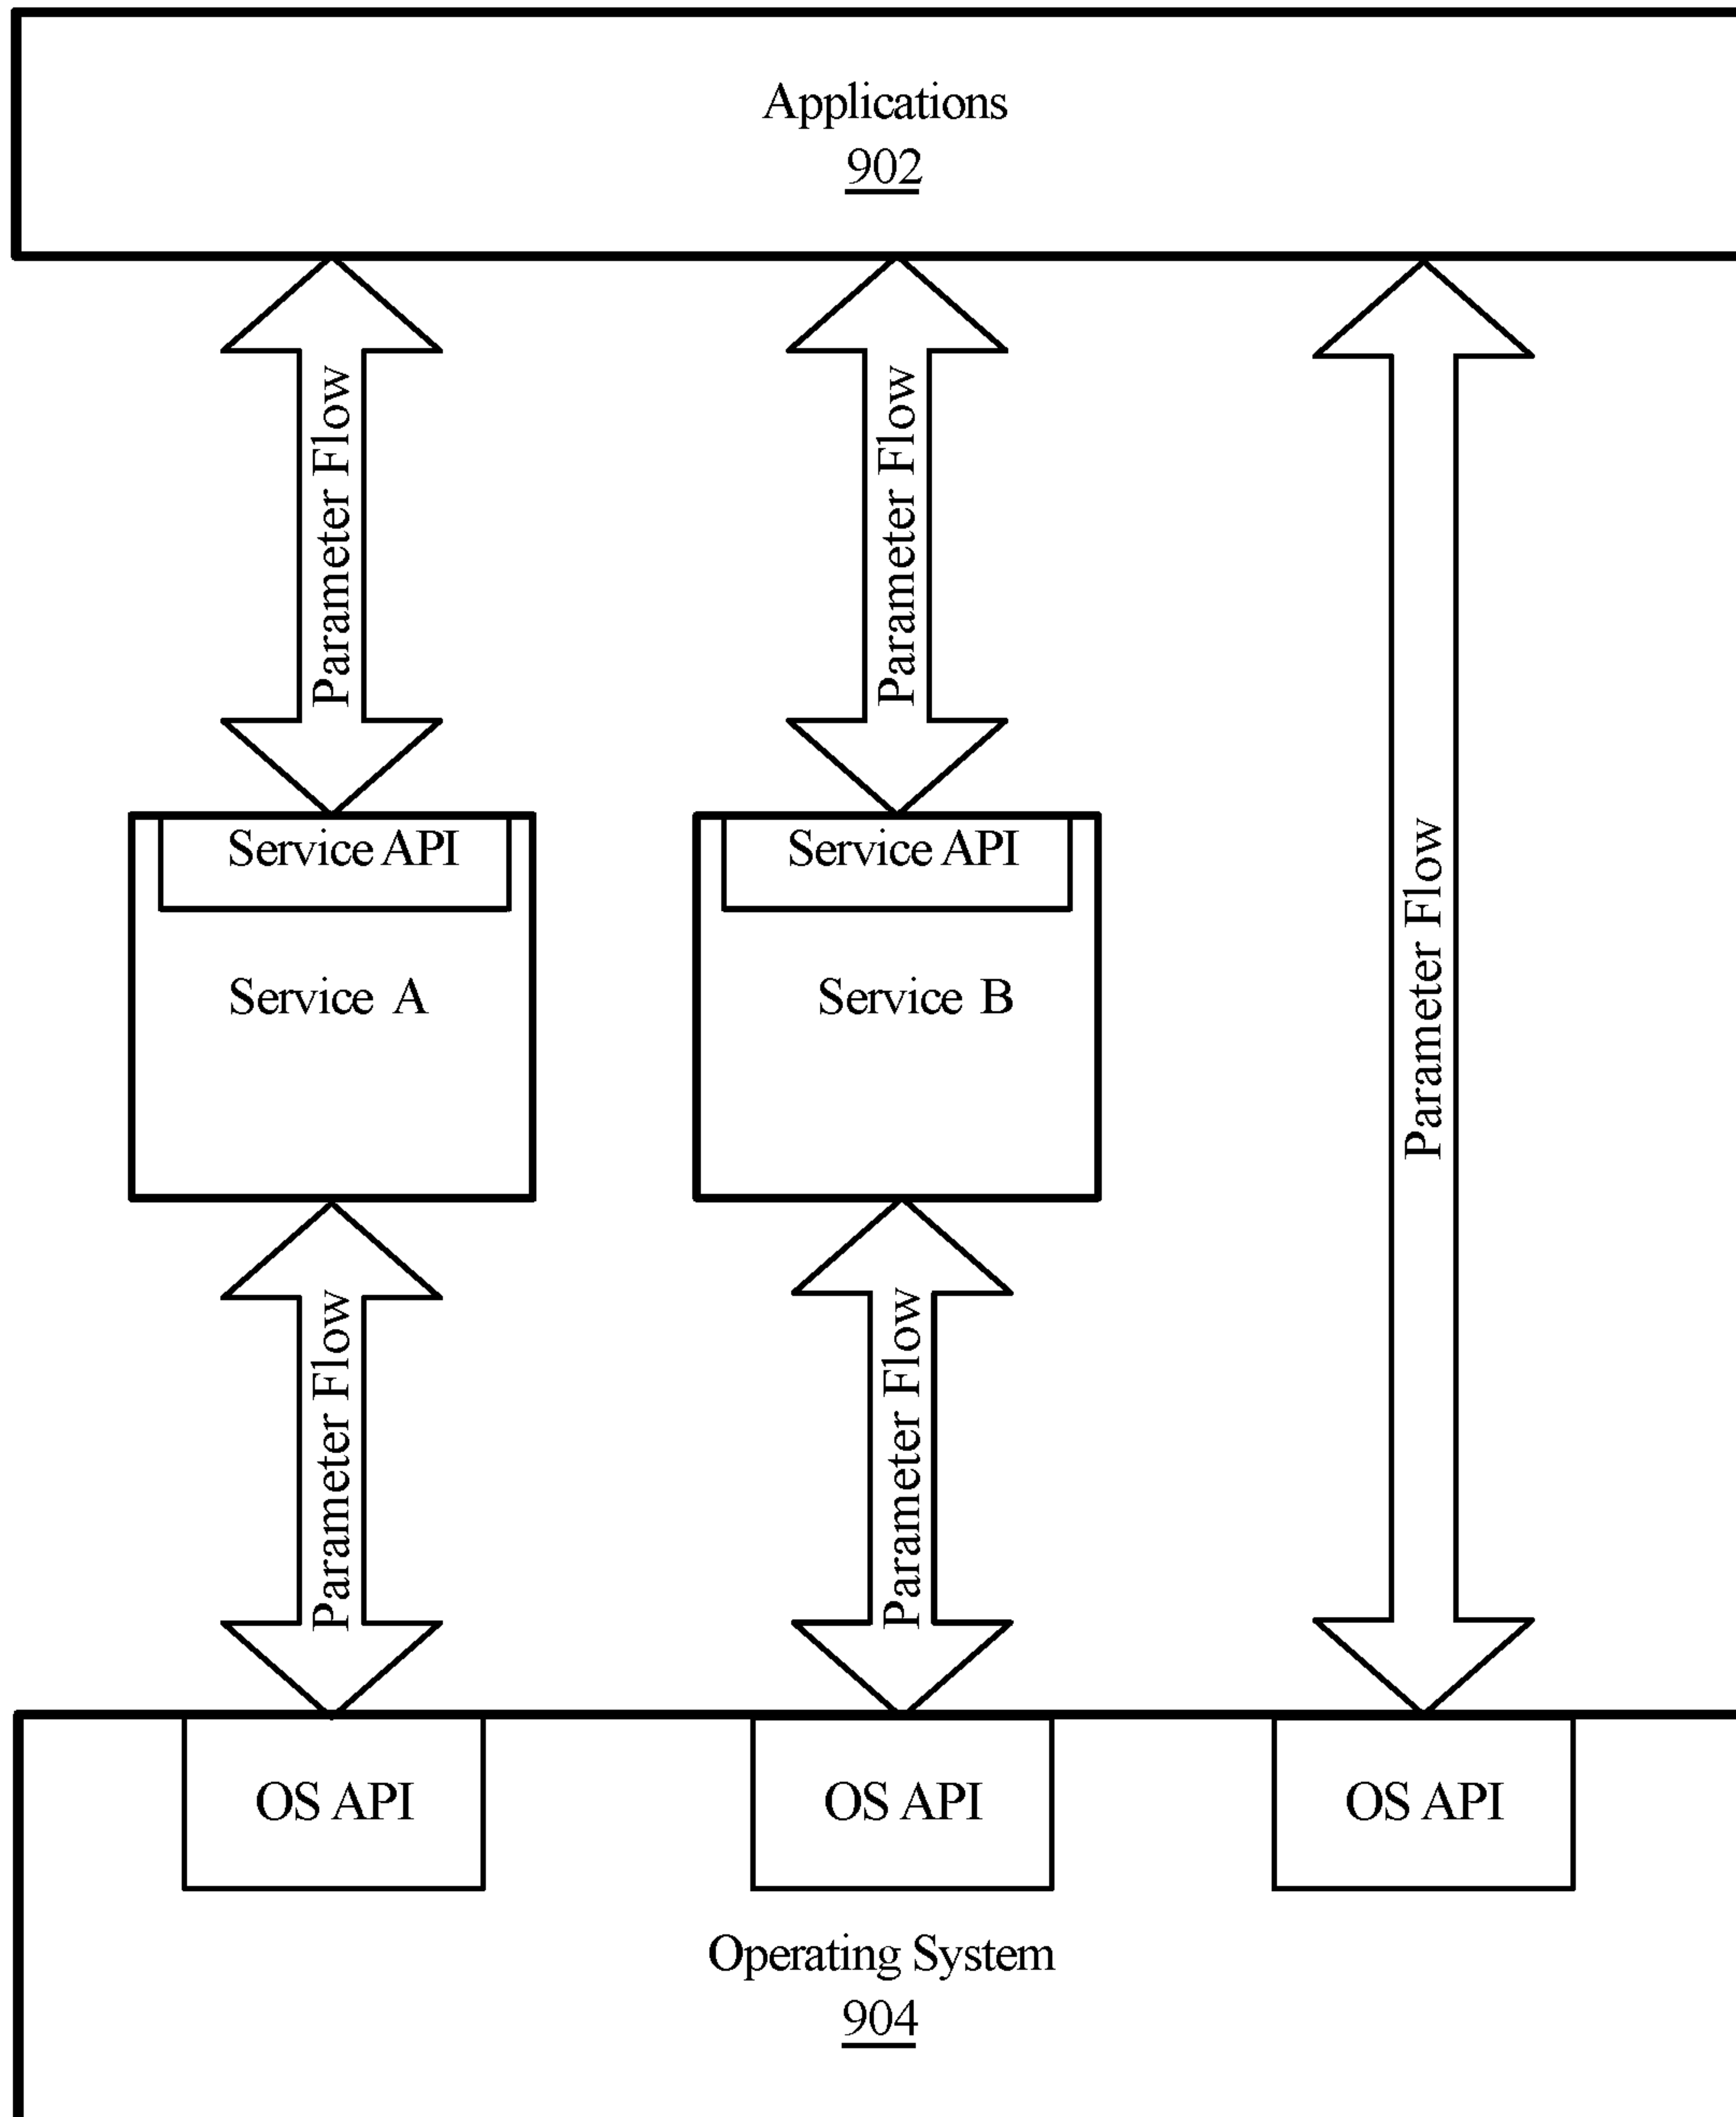 Applications
902
Parameter Flow
Parameter Flow
Parameter Flow
Service API
Service API
Service A
Service B
Parameter Flow
Parameter Flow
OS API
OS API
OS API
Operating System
904